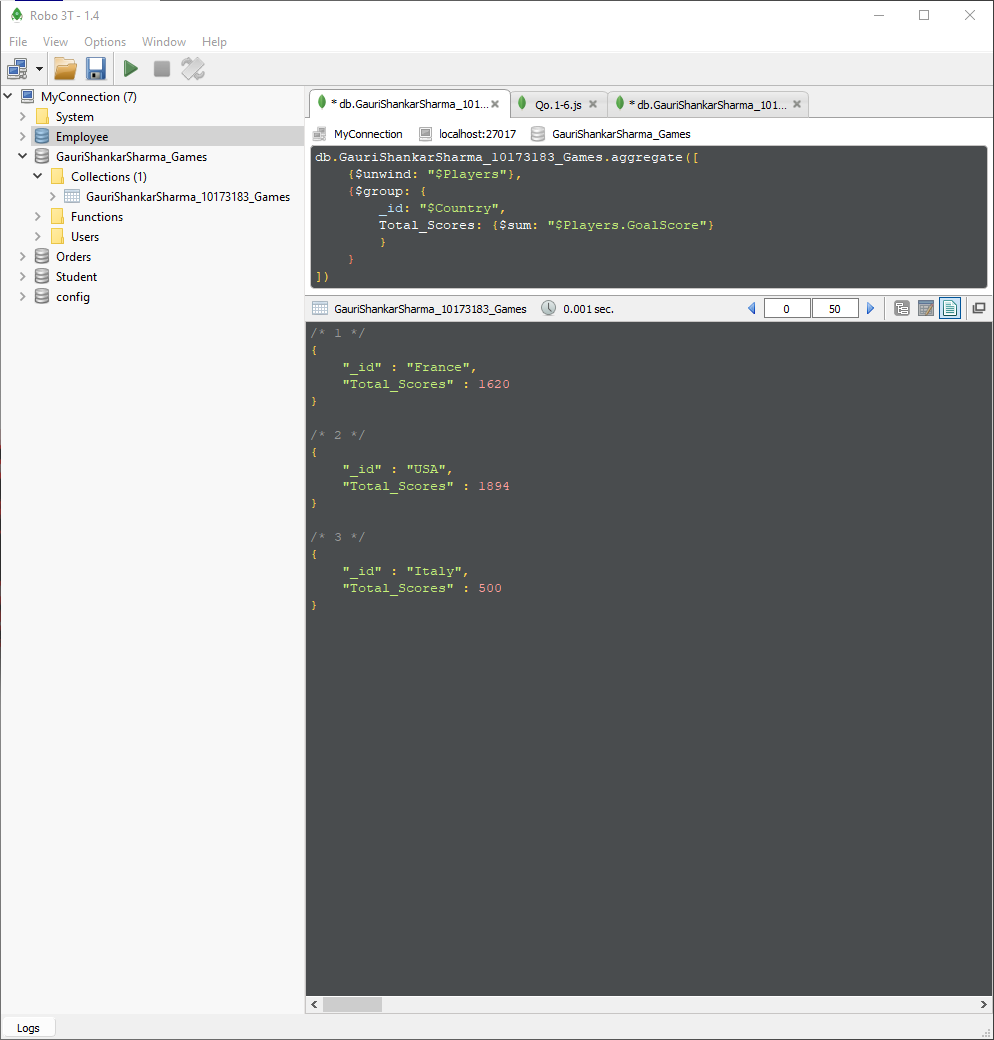 Robo 3T - 1.4
File View Options Window Help
MyConnection (7)
System
Employee
GauriShankarSharma_Games
Collections (1)
GauriShankarSharma_10173183_Games
Functions
Users
Orders
Student
config
* db.GauriShankarSharma_101... Qo.1-6.js * db.GauriShankarSharma_101...
MyConnection localhost:27017 GauriShankarSharma_Games
db.GauriShankarSharma_10173183_Games.aggregate([
    {$unwind: "$Players"},
    {$group: {
        _id: "$Country",
        Total_Scores: {$sum: "$Players.GoalScore"}
        }
    }
])
GauriShankarSharma_10173183_Games 0.001 sec. 0 50
/* 1 */
{
    "_id" : "France",
    "Total_Scores" : 1620
}
/* 2 */
{
    "_id" : "USA",
    "Total_Scores" : 1894
}
/* 3 */
{
    "_id" : "Italy",
    "Total_Scores" : 500
}
Logs